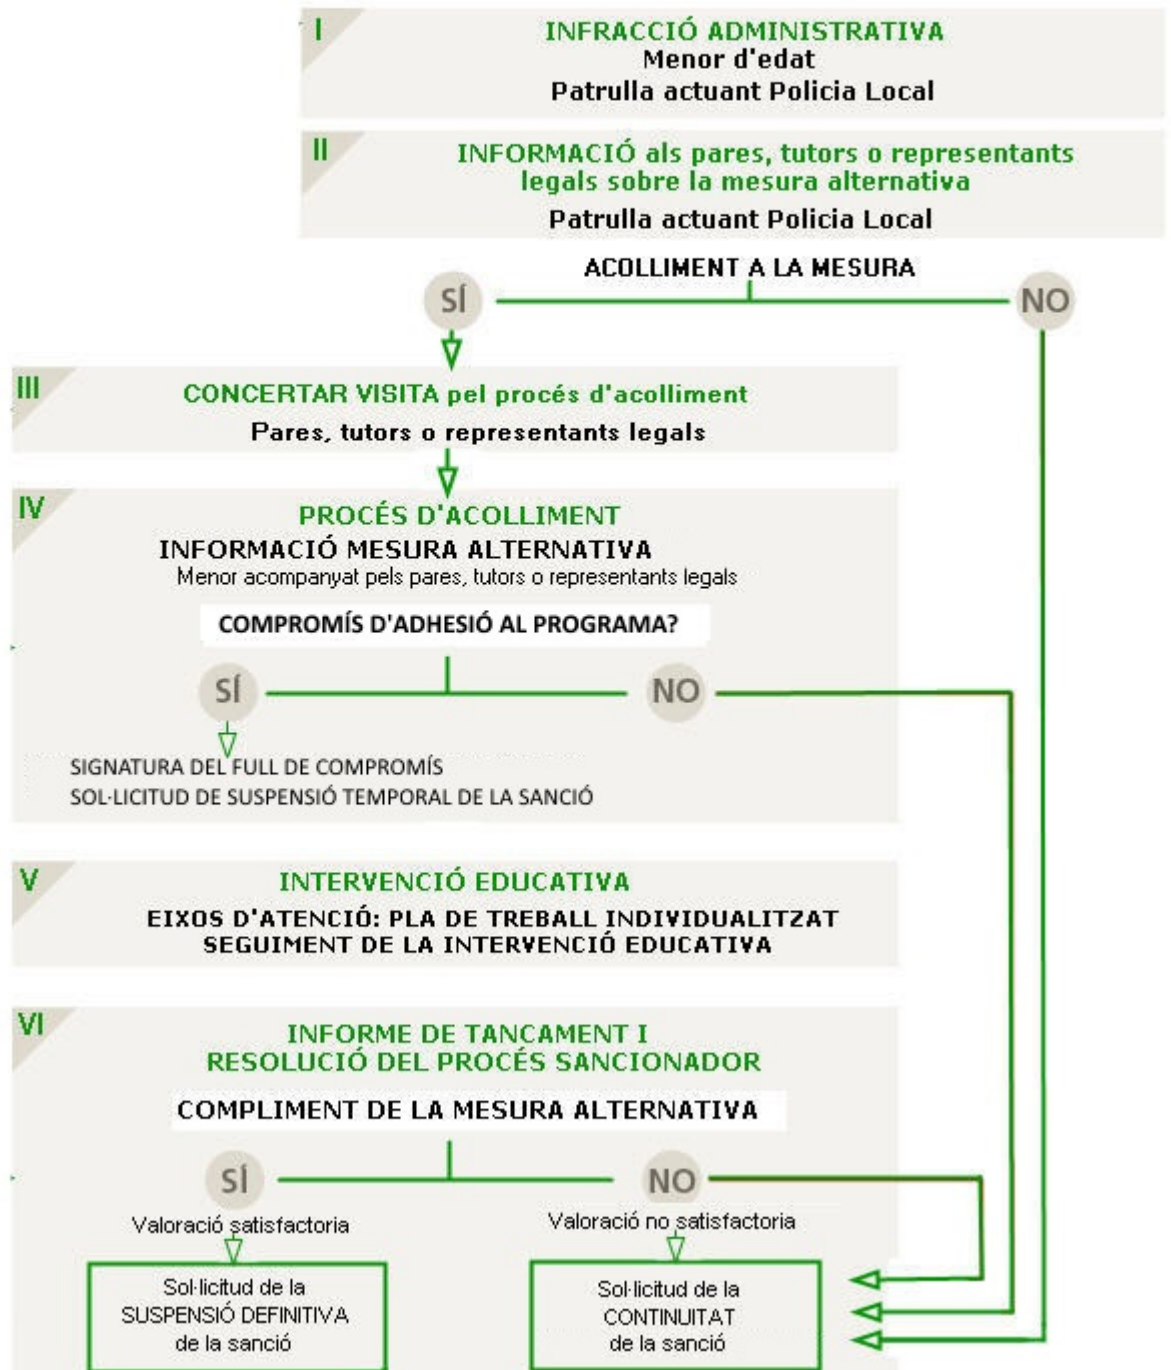 I
INFRACCIÓ ADMINISTRATIVA
Menor d'edat
Patrulla actuant Policia Local
II
INFORMACIÓ als pares, tutors o representants
legals sobre la mesura alternativa
Patrulla actuant Policia Local
ACOLLIMENT A LA MESURA
SÍ
NO
III
CONCERTAR VISITA pel procés d'acolliment
Pares, tutors o representants legals
IV
PROCÉS D'ACOLLIMENT
INFORMACIÓ MESURA ALTERNATIVA
Menor acompanyat pels pares, tutors o representants legals
COMPROMÍS D'ADHESIÓ AL PROGRAMA?
SÍ
NO
SIGNATURA DEL FULL DE COMPROMÍS
SOL·LICITUD DE SUSPENSIÓ TEMPORAL DE LA SANCIÓ
V
INTERVENCIÓ EDUCATIVA
EIXOS D'ATENCIÓ: PLA DE TREBALL INDIVIDUALITZAT
SEGUIMENT DE LA INTERVENCIÓ EDUCATIVA
VI
INFORME DE TANCAMENT I
RESOLUCIÓ DEL PROCÉS SANCIONADOR
COMPLIMENT DE LA MESURA ALTERNATIVA
SÍ
NO
Valoració satisfactoria
Valoració no satisfactoria
Sol·licitud de la
SUSPENSIÓ DEFINITIVA
de la sanció
Sol·licitud de la
CONTINUITAT
de la sanció